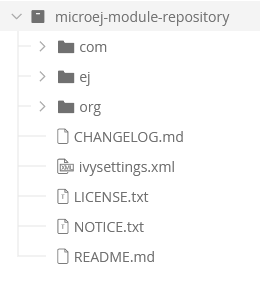 microej-module-repository
com
ej
org
CHANGELOG.md
ivysettings.xml
LICENSE.txt
NOTICE.txt
README.md